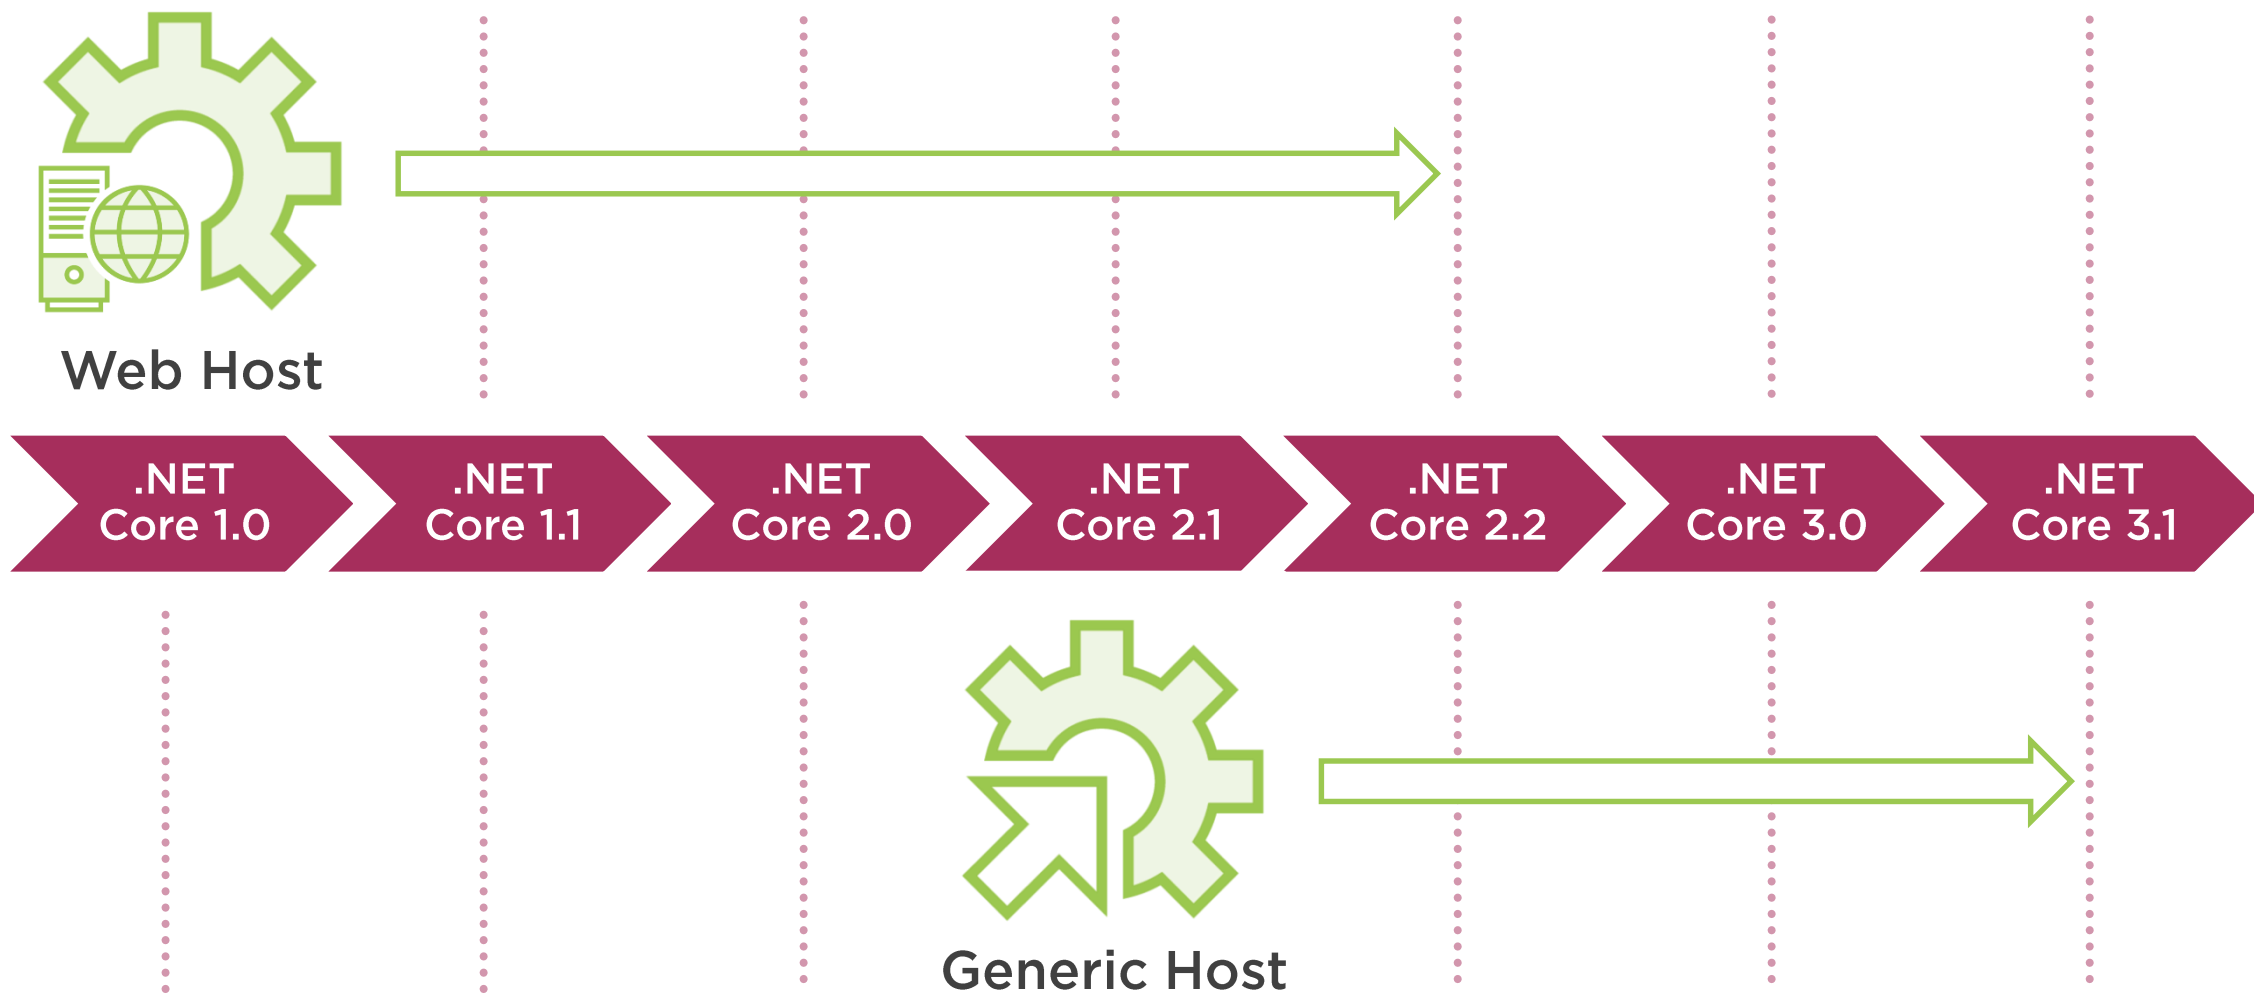 Web Host
.NET
Core 1.0
.NET
Core 1.1
.NET
Core 2.0
.NET
Core 2.1
.NET
Core 2.2
.NET
Core 3.0
.NET
Core 3.1
Generic Host